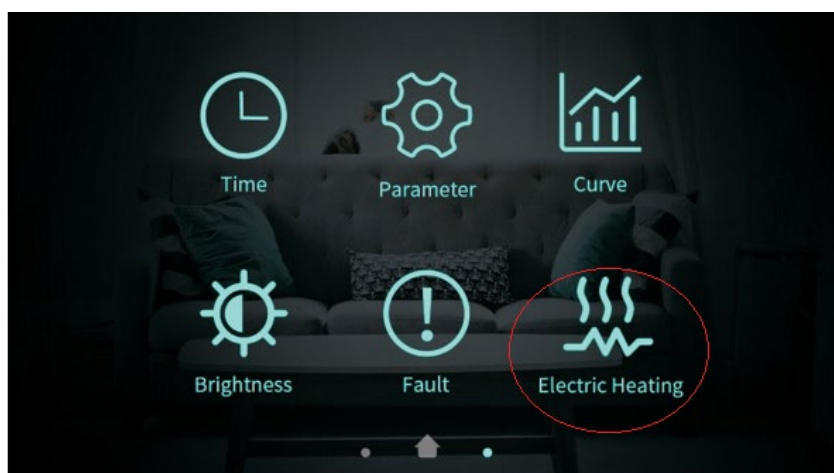 Time
Parameter
Curve
Brightness
Fault
Electric Heating